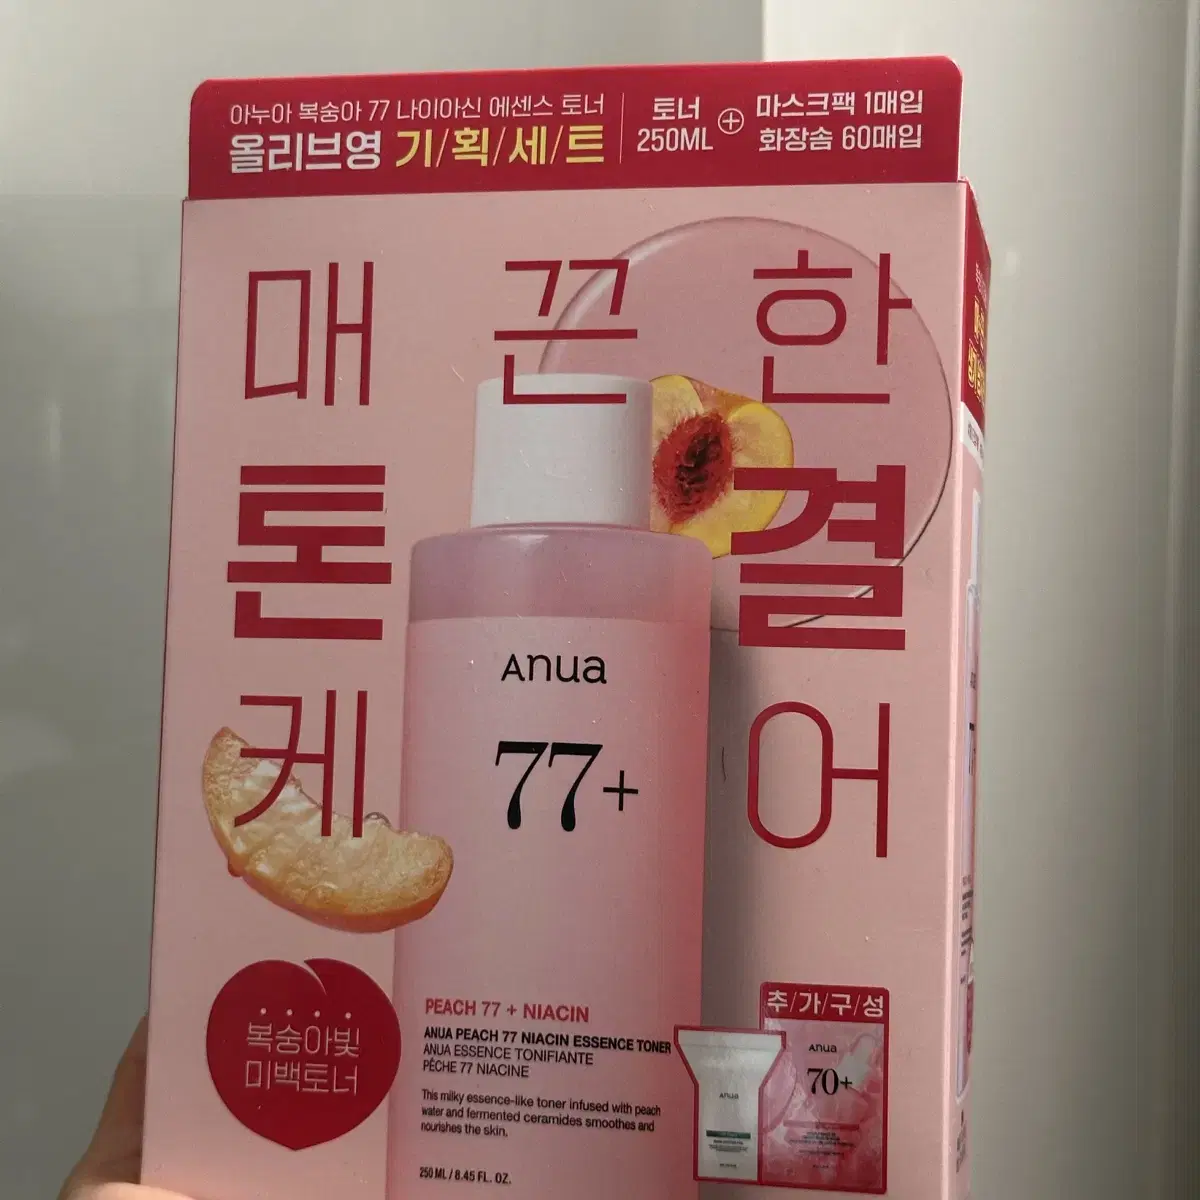 아누아 복숭아 77 나이아신 에센스 토너
올리브영 기/획/세/트
토너
250ML
+
마스크팩 1매입
화장솜 60매입
매끈한
톤결
케어
Anua
77+
PEACH 77 + NIACIN
ANUA PEACH 77 NIACIN ESSENCE TONER
ANUA ESSENCE TONIFIANTE
PÊCHE 77 NIACINE
This milky essence-like toner infused with peach
water and fermented ceramides smoothes and
nourishes the skin.
250 ML / 8.45 FL. OZ.
복숭아빛
미백토너
추/가/구/성
Anua
Anua
70+